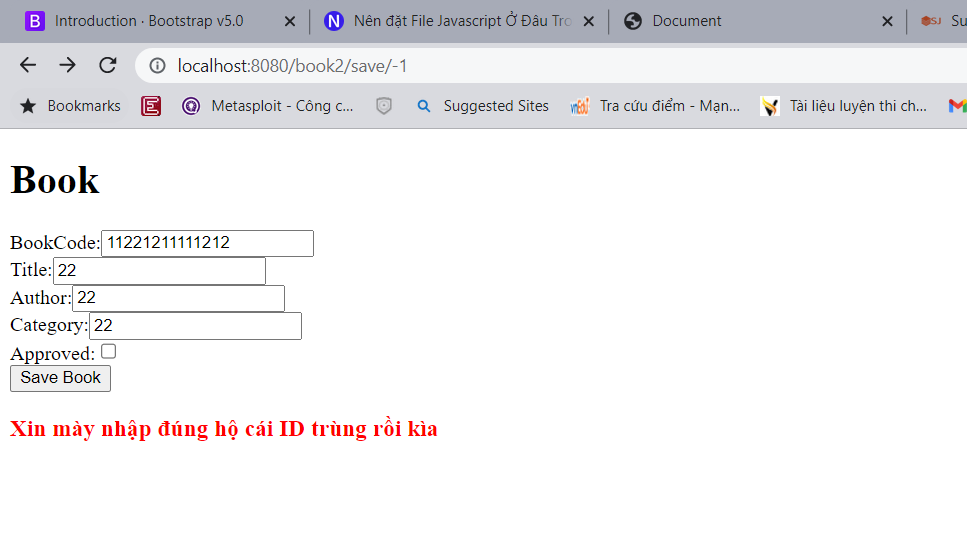 Introduction · Bootstrap v5.0
Nên đặt File Javascript Ở Đâu Tro
Document
Su
localhost:8080/book2/save/-1
Bookmarks
Metasploit - Công c...
Suggested Sites
Tra cứu điểm - Mạn...
Tài liệu luyện thi ch...
Book
BookCode: 11221211111212
Title: 22
Author: 22
Category: 22
Approved:
Save Book
Xin mày nhập đúng hộ cái ID trùng rồi kìa